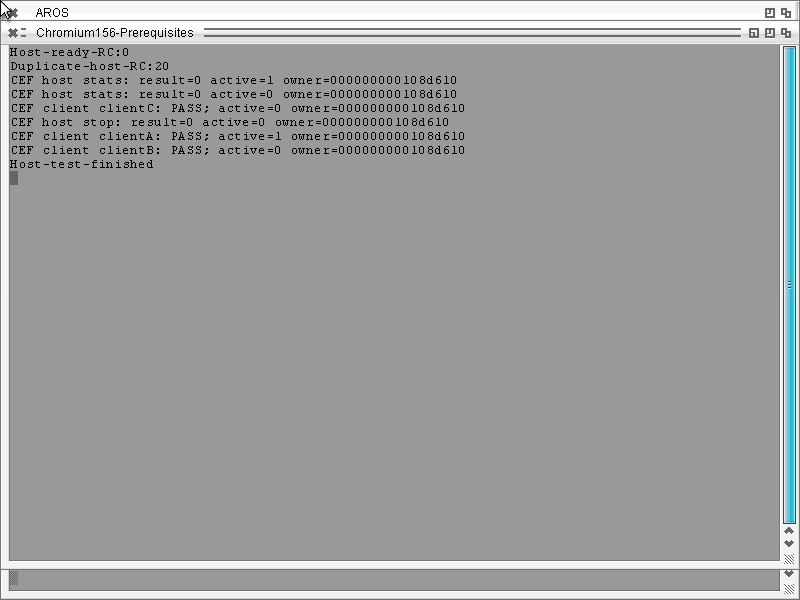 AROS
Chromium156-Prerequisites
Host-ready-RC:0
Duplicate-host-RC:20
CEF host stats: result=0 active=1 owner=000000000108d610
CEF host stats: result=0 active=0 owner=000000000108d610
CEF client clientC: PASS; active=0 owner=000000000108d610
CEF host stop: result=0 active=0 owner=000000000108d610
CEF client clientA: PASS; active=1 owner=000000000108d610
CEF client clientB: PASS; active=0 owner=000000000108d610
Host-test-finished